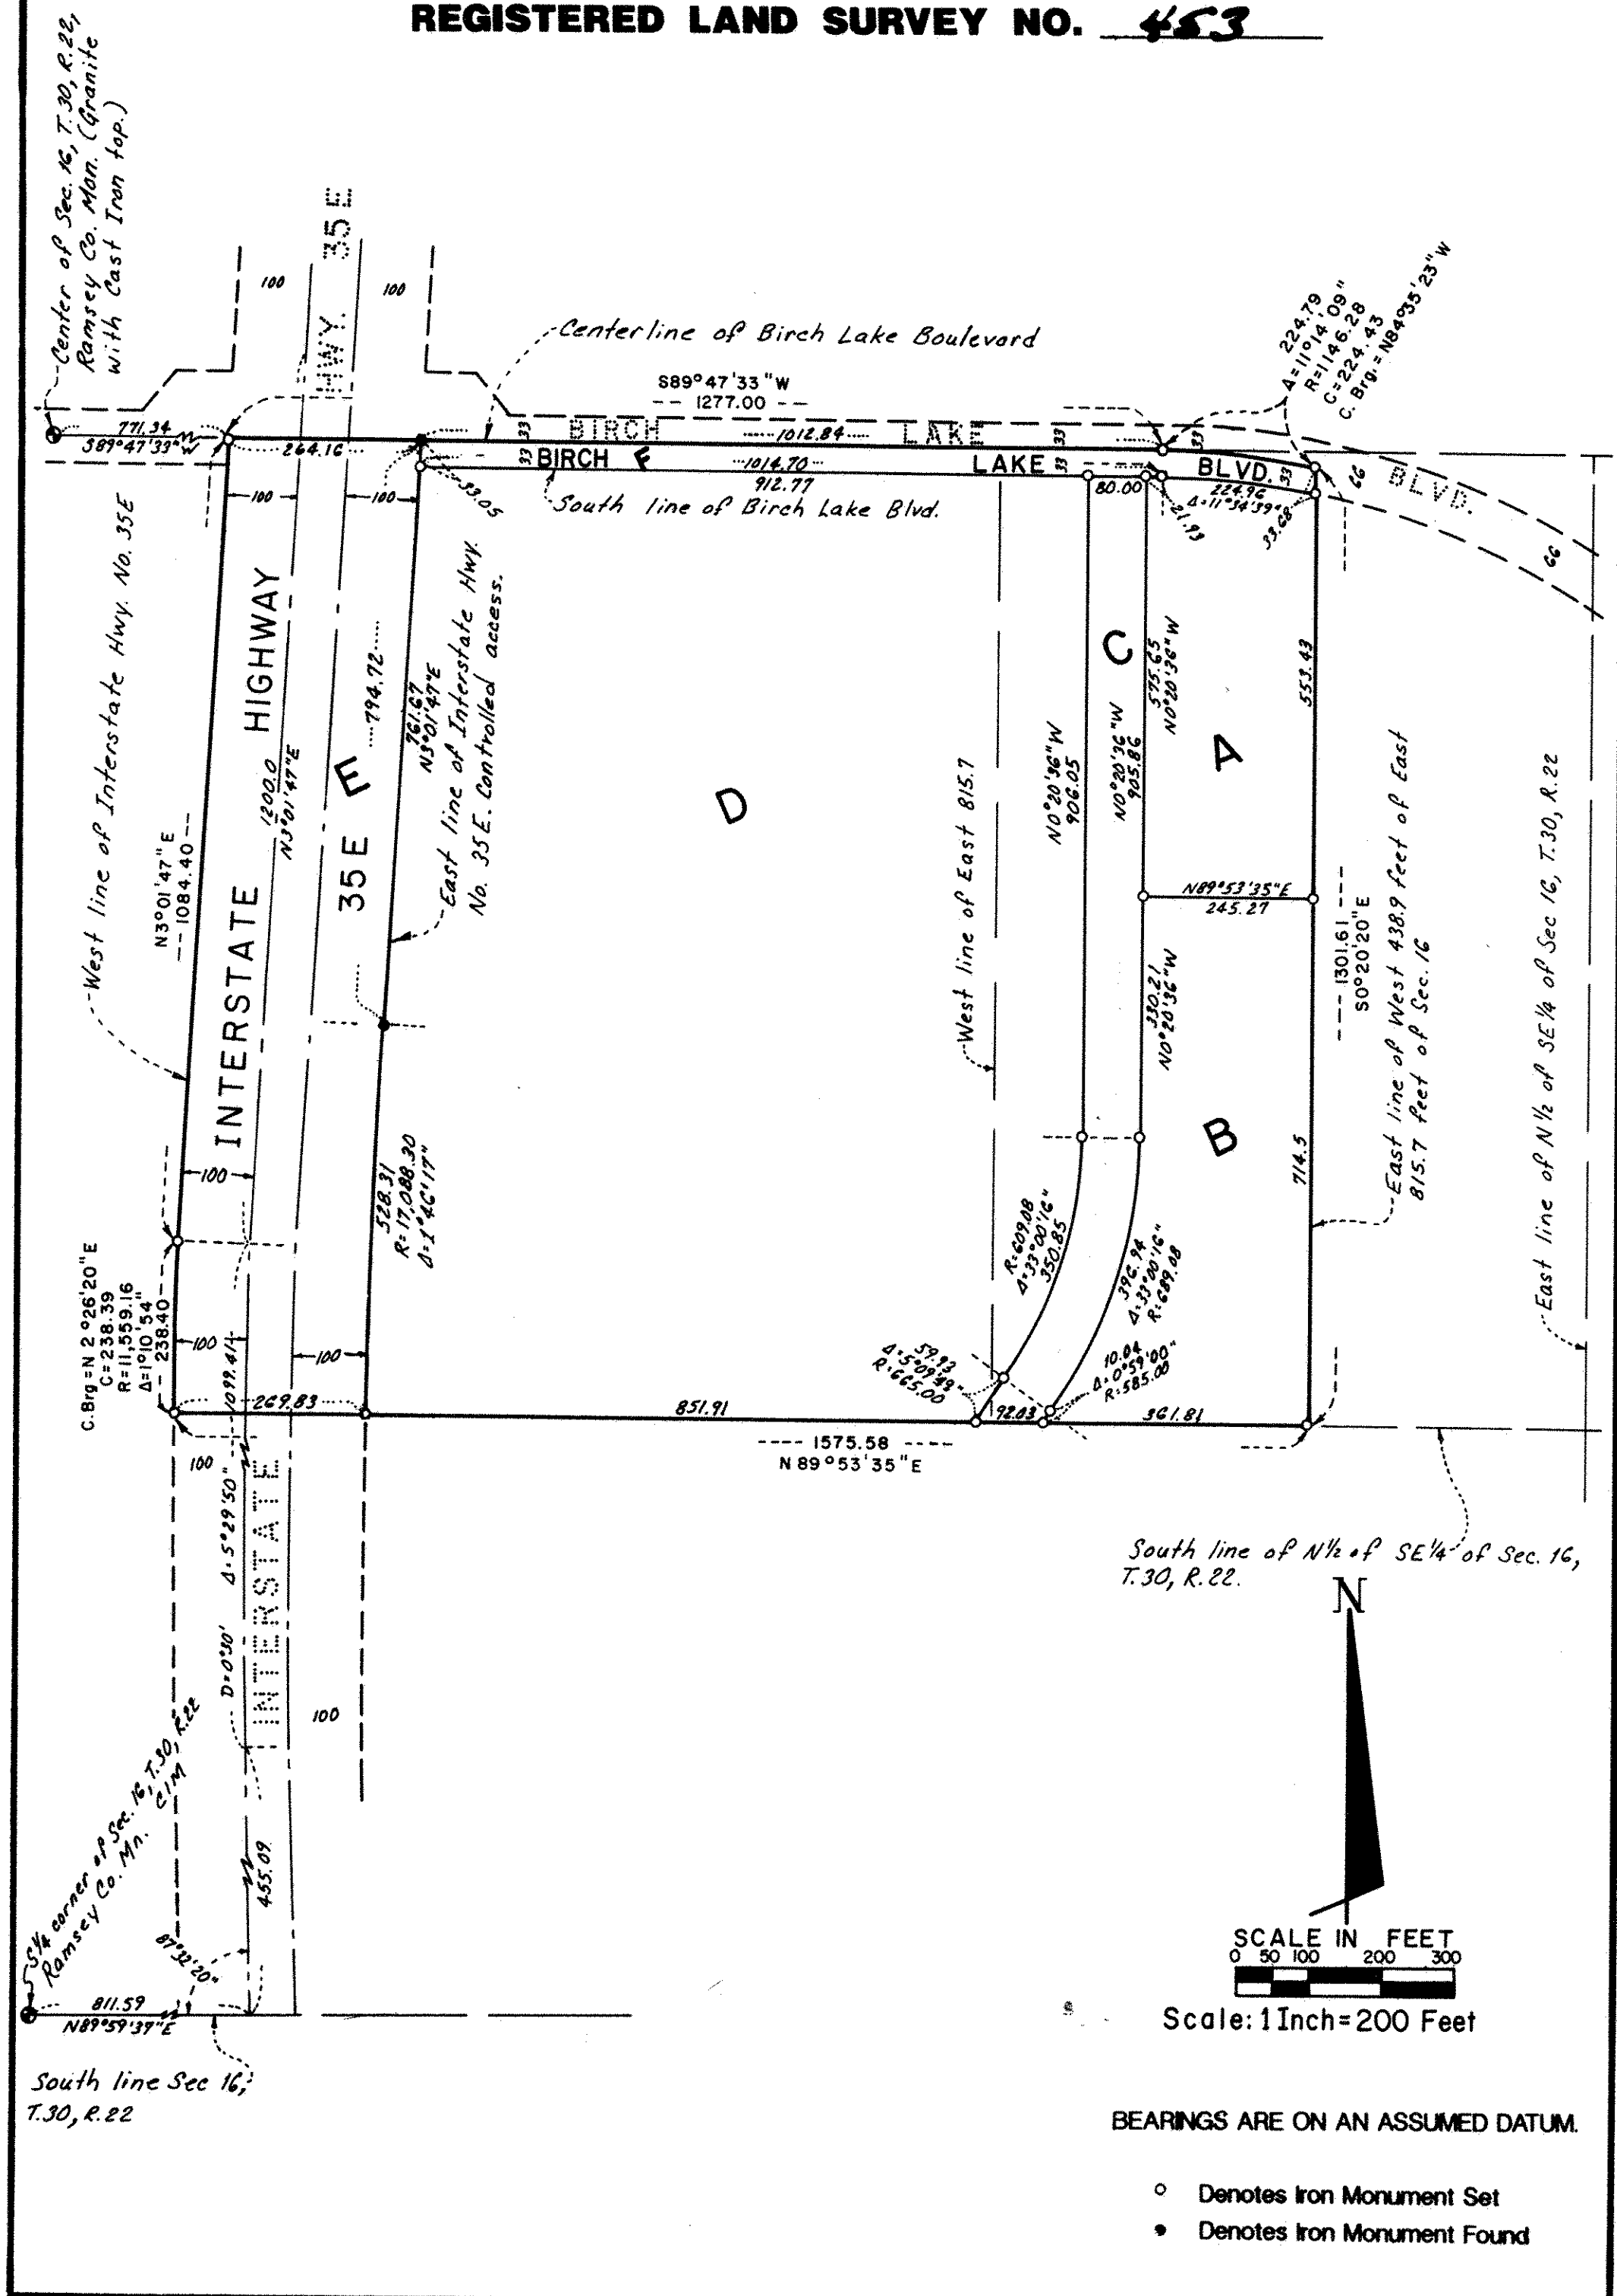 REGISTERED LAND SURVEY NO. 453
Center of Sec. 16, T.30, R.22,
Ramsey Co. Mon. (Granite
with Cast Iron top.)
HWY. 35E
100
100
Centerline of Birch Lake Boulevard
S89°47'33"W
1277.00
224.79
Δ=11°14'09"
R=1146.28
C=224.43
C. Brg.=N84°35'23"W
771.34
S89°47'33"W
264.16
33
BIRCH
1012.84
LAKE
33
33
33
BIRCH F
1014.70
LAKE
33
BLVD.
33
66
BLVD.
66
912.77
80.00
224.96
Δ=11°34'39"
21.93
33.68
33.05
South line of Birch Lake Blvd.
100
100
West line of Interstate Hwy. No. 35E
N3°01'47"E
1084.40
INTERSTATE HIGHWAY
1200.0
N3°01'47"E
35E E
794.72
761.67
N3°01'47"E
East line of Interstate Hwy.
No. 35E. Controlled access.
D
West line of East 815.7
N0°20'36"W
906.05
C
N0°20'36"W
905.86
575.65
N0°20'36"W
A
553.43
N89°53'35"E
245.27
330.21
N0°20'36"W
B
714.5
1301.61
S0°20'20"E
East line of West 438.9 feet of East
815.7 feet of Sec. 16
East line of N½ of SE¼ of Sec 16, T.30, R.22
100
528.31
R=17,088.30
Δ=1°46'17"
R=609.08
Δ=33°00'16"
350.85
396.94
Δ=33°00'16"
R=689.08
C.Brg=N 2°26'20"E
C=238.39
R=11,559.16
Δ=1°10'54"
238.40
100
1099.41
100
59.93
Δ=5°09'49"
R=665.00
10.04
Δ=0°59'00"
R=585.00
269.83
851.91
92.03
361.81
1575.58
N 89°53'35"E
100
Δ=5°29'50"
D=0°30'
INTERSTATE
100
South line of N½ of SE¼ of Sec. 16,
T.30, R.22.
N
S¼ corner of Sec. 16, T.30, R.22
Ramsey Co. Mn. CIM
455.09
87°32'20"
811.59
N89°59'37"E
South line Sec 16,
T.30, R.22
SCALE IN FEET
0 50 100 200 300
Scale: 1 Inch=200 Feet
BEARINGS ARE ON AN ASSUMED DATUM.
Denotes Iron Monument Set
Denotes Iron Monument Found